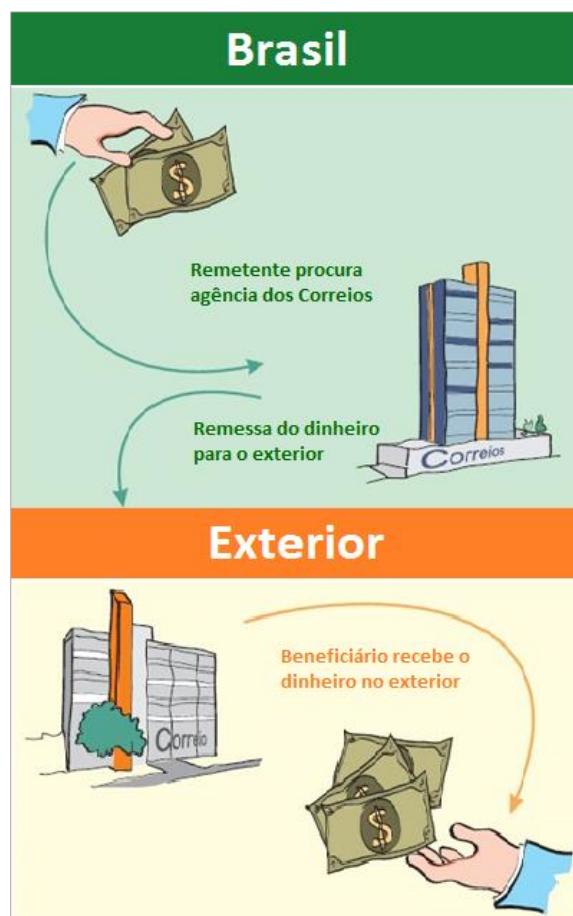 Brasil
Remetente procura
agência dos Correios
Remessa do dinheiro
para o exterior
Correios
Exterior
Beneficiário recebe o
dinheiro no exterior
Correio